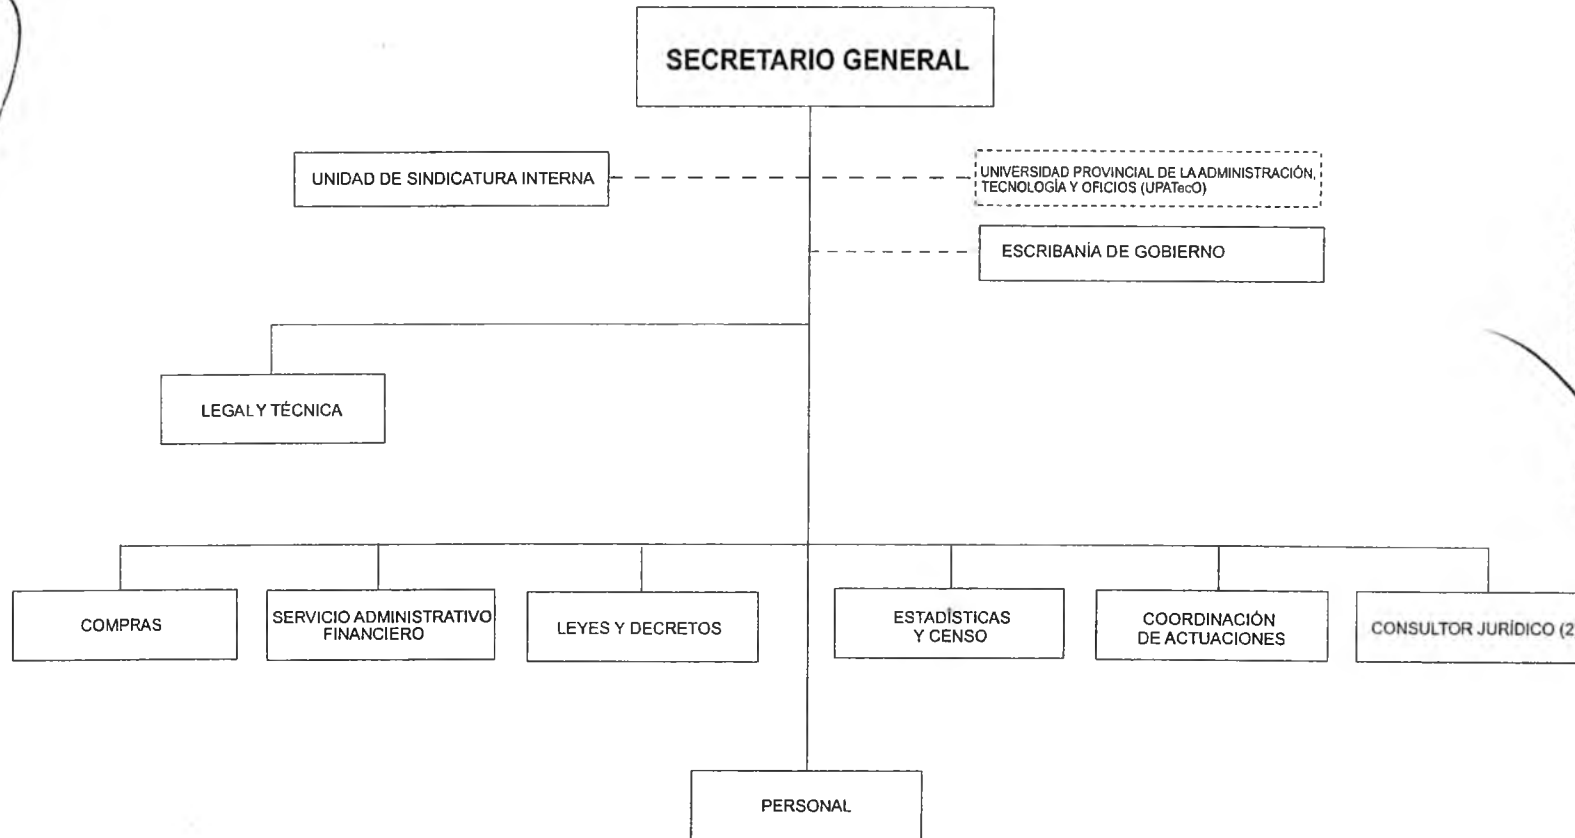 SECRETARIO GENERAL
UNIDAD DE SINDICATURA INTERNA
UNIVERSIDAD PROVINCIAL DE LA ADMINISTRACIÓN,
TECNOLOGÍA Y OFICIOS (UPATecO)
ESCRIBANÍA DE GOBIERNO
LEGAL Y TÉCNICA
COMPRAS
SERVICIO ADMINISTRATIVO
FINANCIERO
LEYES Y DECRETOS
ESTADÍSTICAS
Y CENSO
COORDINACIÓN
DE ACTUACIONES
CONSULTOR JURÍDICO (2
PERSONAL